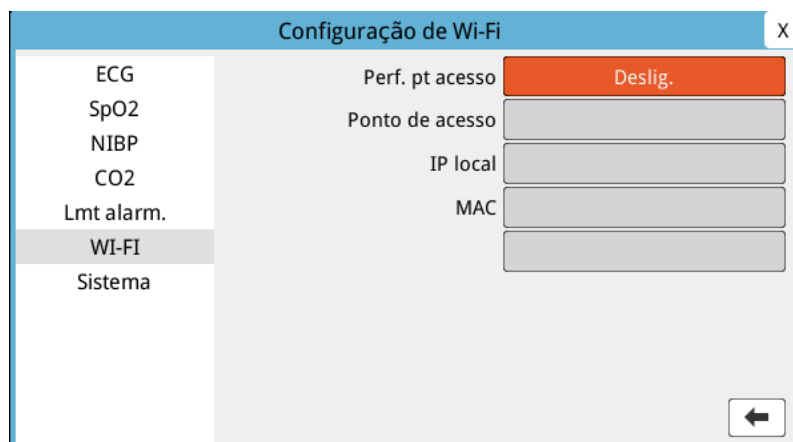 Configuração de Wi-Fi
X
ECG
SpO2
NIBP
CO2
Lmt alarm.
WI-FI
Sistema
Perf. pt acesso
Deslig.
Ponto de acesso
IP local
MAC